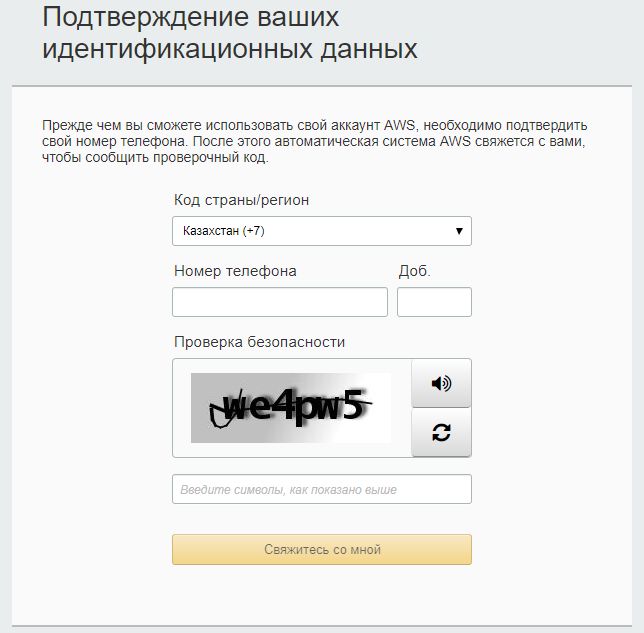 Подтверждение ваших
идентификационных данных
Прежде чем вы сможете использовать свой аккаунт AWS, необходимо подтвердить
свой номер телефона. После этого автоматическая система AWS свяжется с вами,
чтобы сообщить проверочный код.
Код страны/регион
Казахстан (+7)
Номер телефона Доб.
Проверка безопасности
we4pw5
Введите символы, как показано выше
Свяжитесь со мной